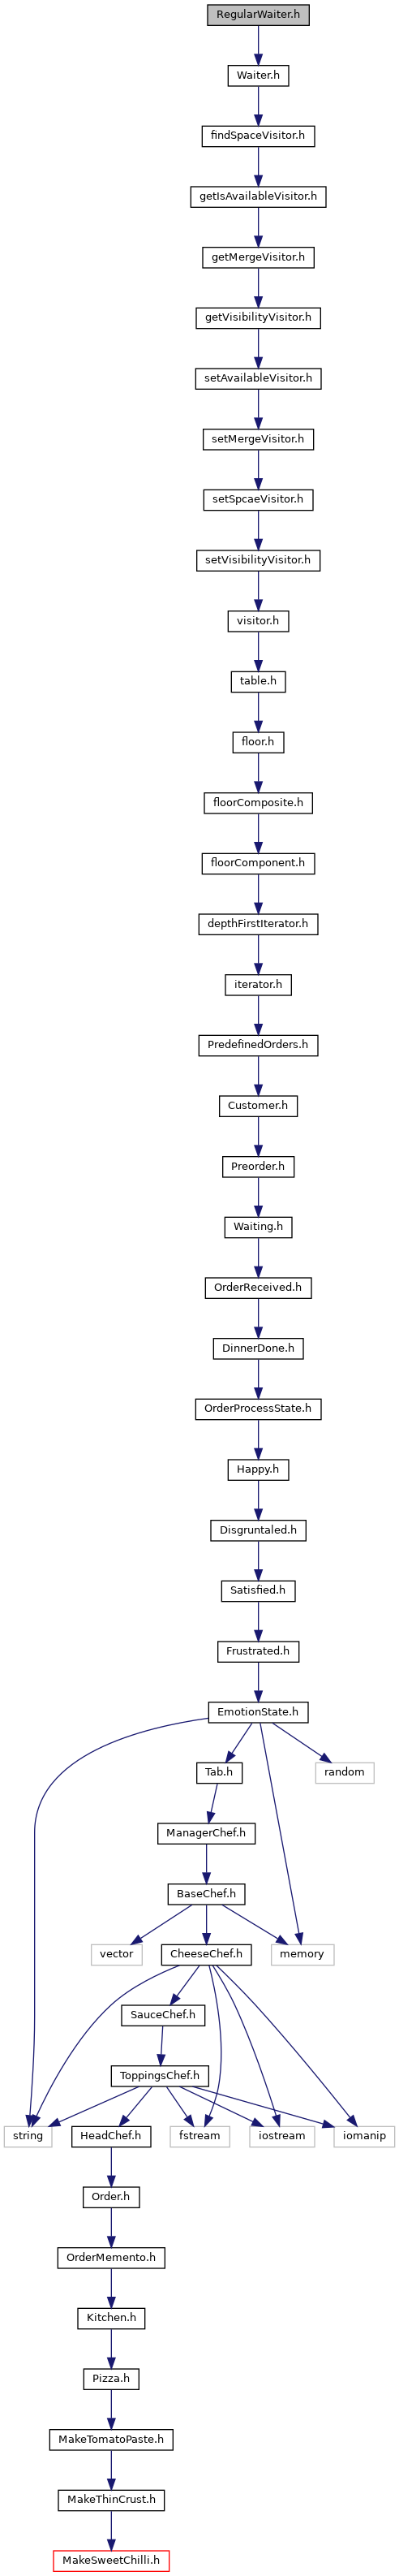 RegularWaiter.h
Waiter.h
findSpaceVisitor.h
getIsAvailableVisitor.h
getMergeVisitor.h
getVisibilityVisitor.h
setAvailableVisitor.h
setMergeVisitor.h
setSpcaeVisitor.h
setVisibilityVisitor.h
visitor.h
table.h
floor.h
floorComposite.h
floorComponent.h
depthFirstIterator.h
iterator.h
PredefinedOrders.h
Customer.h
Preorder.h
Waiting.h
OrderReceived.h
DinnerDone.h
OrderProcessState.h
Happy.h
Disgruntaled.h
Satisfied.h
Frustrated.h
EmotionState.h
Tab.h
random
ManagerChef.h
BaseChef.h
vector
CheeseChef.h
memory
SauceChef.h
ToppingsChef.h
string
HeadChef.h
fstream
iostream
iomanip
Order.h
OrderMemento.h
Kitchen.h
Pizza.h
MakeTomatoPaste.h
MakeThinCrust.h
MakeSweetChilli.h